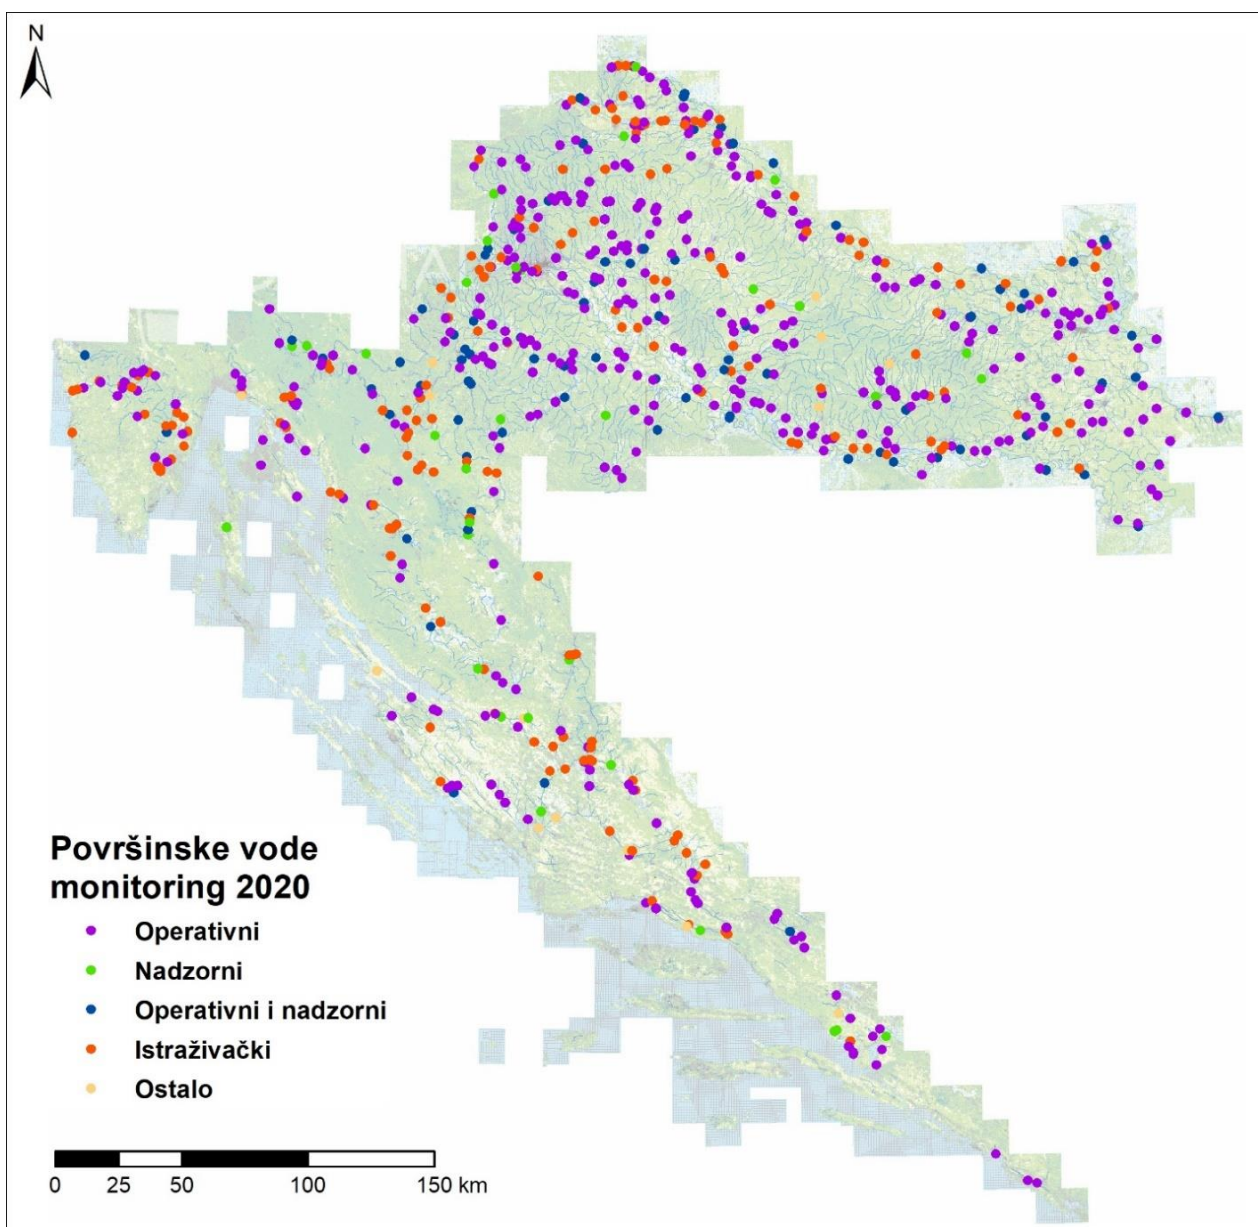 N
Površinske vode
monitoring 2020
Operativni
Nadzorni
Operativni i nadzorni
Istraživački
Ostalo
0 25 50 100 150 km